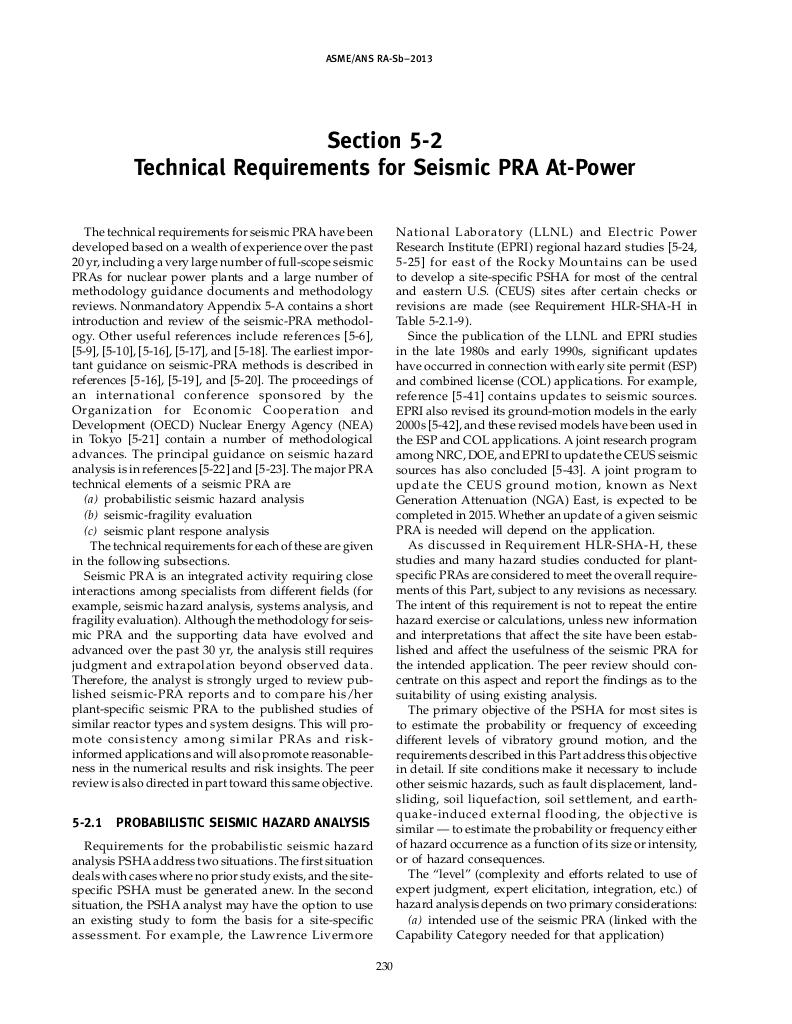 ASME/ANS RA-Sb–2013
Section 5-2
Technical Requirements for Seismic PRA At-Power
The technical requirements for seismic PRA have been
developed based on a wealth of experience over the past
20 yr, including a very large number of full-scope seismic
PRAs for nuclear power plants and a large number of
methodology guidance documents and methodology
reviews. Nonmandatory Appendix 5-A contains a short
introduction and review of the seismic-PRA methodol-
ogy. Other useful references include references [5-6],
[5-9], [5-10], [5-16], [5-17], and [5-18]. The earliest impor-
tant guidance on seismic-PRA methods is described in
references [5-16], [5-19], and [5-20]. The proceedings of
an international conference sponsored by the
Organization for Economic Cooperation and
Development (OECD) Nuclear Energy Agency (NEA)
in Tokyo [5-21] contain a number of methodological
advances. The principal guidance on seismic hazard
analysis is in references [5-22] and [5-23]. The major PRA
technical elements of a seismic PRA are
(a) probabilistic seismic hazard analysis
(b) seismic-fragility evaluation
(c) seismic plant respone analysis
The technical requirements for each of these are given
in the following subsections.
Seismic PRA is an integrated activity requiring close
interactions among specialists from different fields (for
example, seismic hazard analysis, systems analysis, and
fragility evaluation). Although the methodology for seis-
mic PRA and the supporting data have evolved and
advanced over the past 30 yr, the analysis still requires
judgment and extrapolation beyond observed data.
Therefore, the analyst is strongly urged to review pub-
lished seismic-PRA reports and to compare his/her
plant-specific seismic PRA to the published studies of
similar reactor types and system designs. This will pro-
mote consistency among similar PRAs and risk-
informed applications and will also promote reasonable-
ness in the numerical results and risk insights. The peer
review is also directed in part toward this same objective.
5-2.1 PROBABILISTIC SEISMIC HAZARD ANALYSIS
Requirements for the probabilistic seismic hazard
analysis PSHA address two situations. The first situation
deals with cases where no prior study exists, and the site-
specific PSHA must be generated anew. In the second
situation, the PSHA analyst may have the option to use
an existing study to form the basis for a site-specific
assessment. For example, the Lawrence Livermore
National Laboratory (LLNL) and Electric Power
Research Institute (EPRI) regional hazard studies [5-24,
5-25] for east of the Rocky Mountains can be used
to develop a site-specific PSHA for most of the central
and eastern U.S. (CEUS) sites after certain checks or
revisions are made (see Requirement HLR-SHA-H in
Table 5-2.1-9).
Since the publication of the LLNL and EPRI studies
in the late 1980s and early 1990s, significant updates
have occurred in connection with early site permit (ESP)
and combined license (COL) applications. For example,
reference [5-41] contains updates to seismic sources.
EPRI also revised its ground-motion models in the early
2000s [5-42], and these revised models have been used in
the ESP and COL applications. A joint research program
among NRC, DOE, and EPRI to update the CEUS seismic
sources has also concluded [5-43]. A joint program to
update the CEUS ground motion, known as Next
Generation Attenuation (NGA) East, is expected to be
completed in 2015. Whether an update of a given seismic
PRA is needed will depend on the application.
As discussed in Requirement HLR-SHA-H, these
studies and many hazard studies conducted for plant-
specific PRAs are considered to meet the overall require-
ments of this Part, subject to any revisions as necessary.
The intent of this requirement is not to repeat the entire
hazard exercise or calculations, unless new information
and interpretations that affect the site have been estab-
lished and affect the usefulness of the seismic PRA for
the intended application. The peer review should con-
centrate on this aspect and report the findings as to the
suitability of using existing analysis.
The primary objective of the PSHA for most sites is
to estimate the probability or frequency of exceeding
different levels of vibratory ground motion, and the
requirements described in this Part address this objective
in detail. If site conditions make it necessary to include
other seismic hazards, such as fault displacement, land-
sliding, soil liquefaction, soil settlement, and earth-
quake-induced external flooding, the objective is
similar — to estimate the probability or frequency either
of hazard occurrence as a function of its size or intensity,
or of hazard consequences.
The “level” (complexity and efforts related to use of
expert judgment, expert elicitation, integration, etc.) of
hazard analysis depends on two primary considerations:
(a) intended use of the seismic PRA (linked with the
Capability Category needed for that application)
230